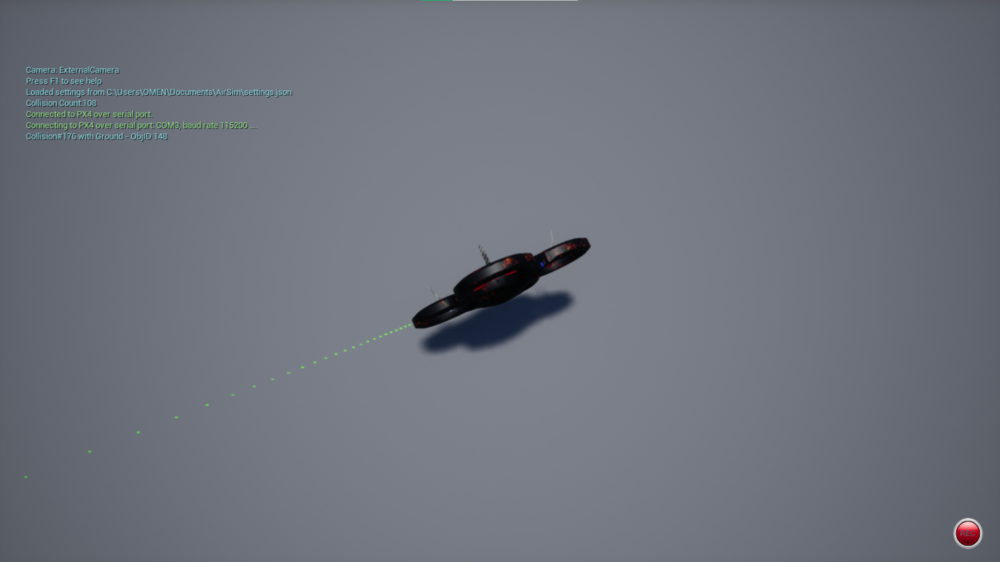 Camera: ExternalCamera
Press F1 to see help
Loaded settings from C:\Users\OMEN\Documents\AirSim\settings.json
Collision Count:108
Connected to PX4 over serial port.
Connecting to PX4 over serial port: COM3, baud rate 115200 ....
Collision#176 with Ground - ObjID 148
REC